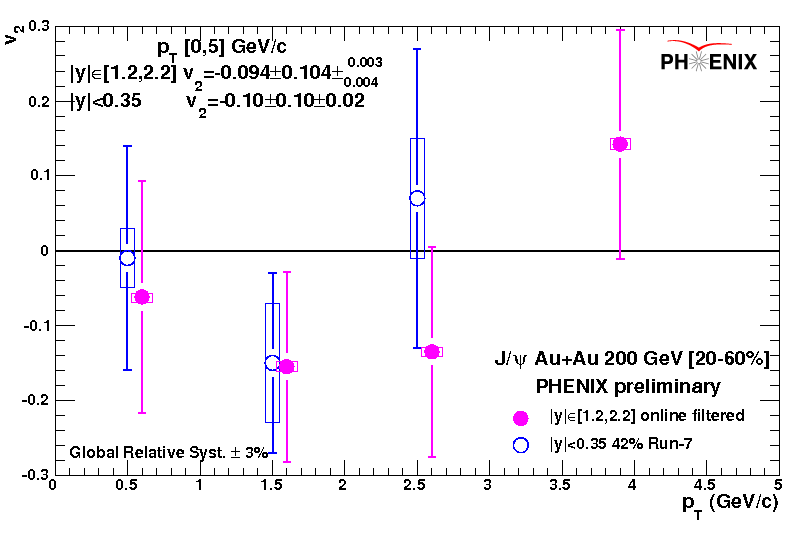 v2
0.3
0.2
0.1
0
-0.1
-0.2
-0.3
pT [0,5] GeV/c
|y|∈[1.2,2.2] v2=-0.094±0.104±0.003 0.004
|y|<0.35 v2=-0.10±0.10±0.02
PHENIX
J/ψ Au+Au 200 GeV [20-60%]
PHENIX preliminary
|y|∈[1.2,2.2] online filtered
|y|<0.35 42% Run-7
Global Relative Syst. ± 3%
0 0.5 1 1.5 2 2.5 3 3.5 4 4.5 5
pT (GeV/c)